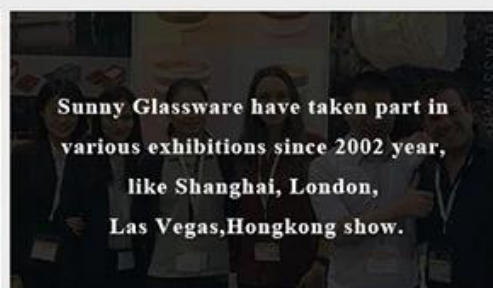 Sunny Glassware have taken part in
various exhibitions since 2002 year,
like Shanghai, London,
Las Vegas,Hongkong show.